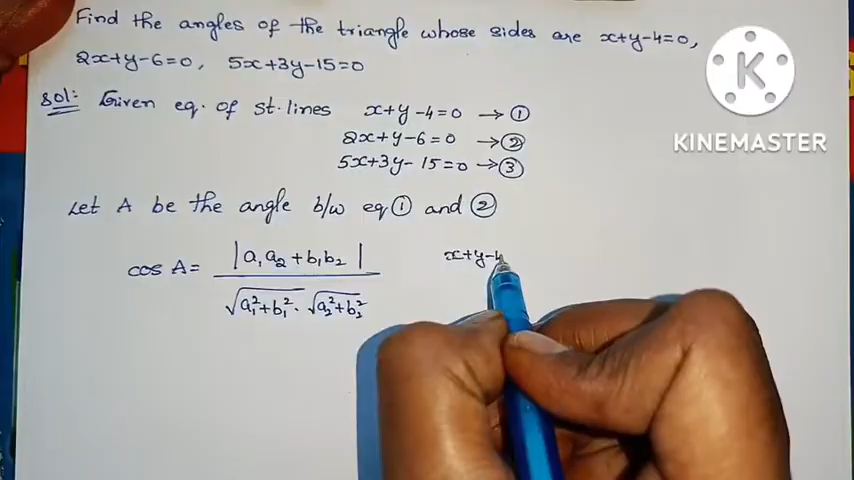 Find the angles of the triangle whose sides are x+y-4=0,
2x+y-6=0, 5x+3y-15=0
Sol:- Given eq. of st. lines x+y-4=0 → ①
2x+y-6=0 → ②
5x+3y-15=0 → ③
Let A be the angle b/w eq ① and ②
cos A = |a₁a₂ + b₁b₂| / √a₁²+b₁² · √a₂²+b₂²
x+y-4
KINEMASTER